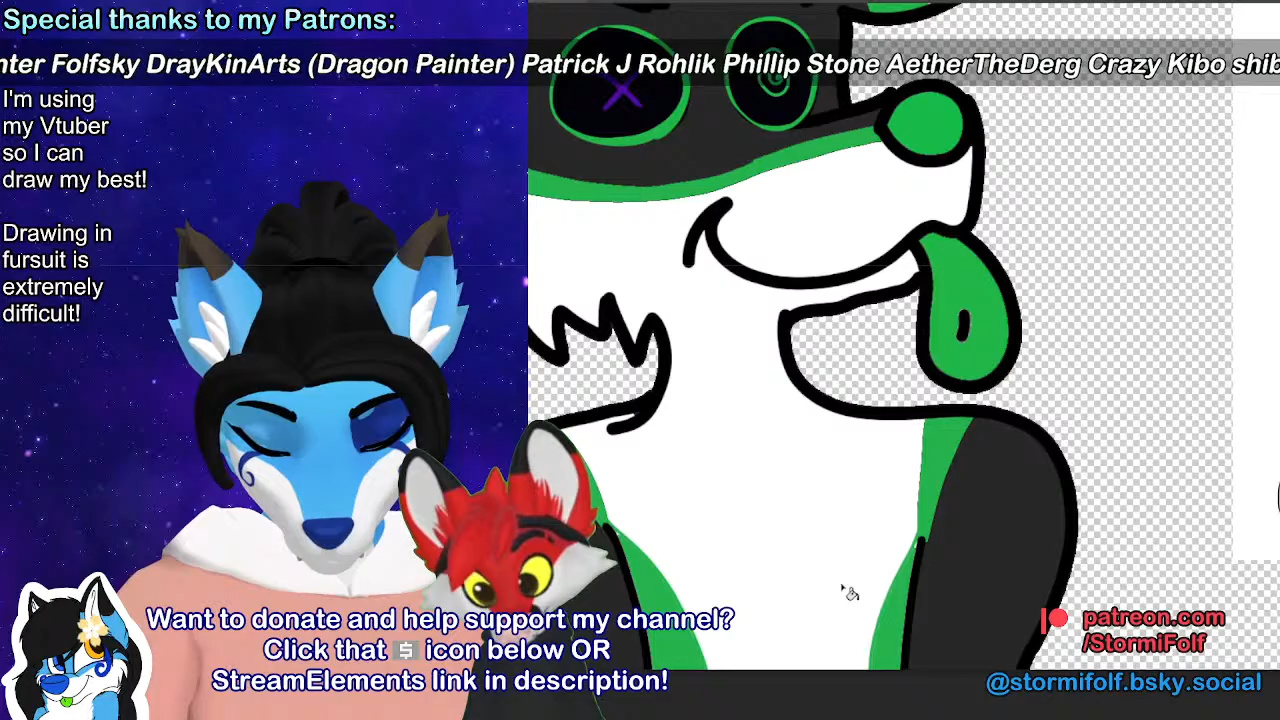 Special thanks to my Patrons:
nter Folfsky DrayKinArts (Dragon Painter) Patrick J Rohlik Phillip Stone AetherTheDerg Crazy Kibo shib
I'm using
my Vtuber
so I can
draw my best!
Drawing in
fursuit is
extremely
difficult!
Want to donate and help support my channel?
Click that $ icon below OR
StreamElements link in description!
patreon.com
/StormiFolf
@stormifolf.bsky.social